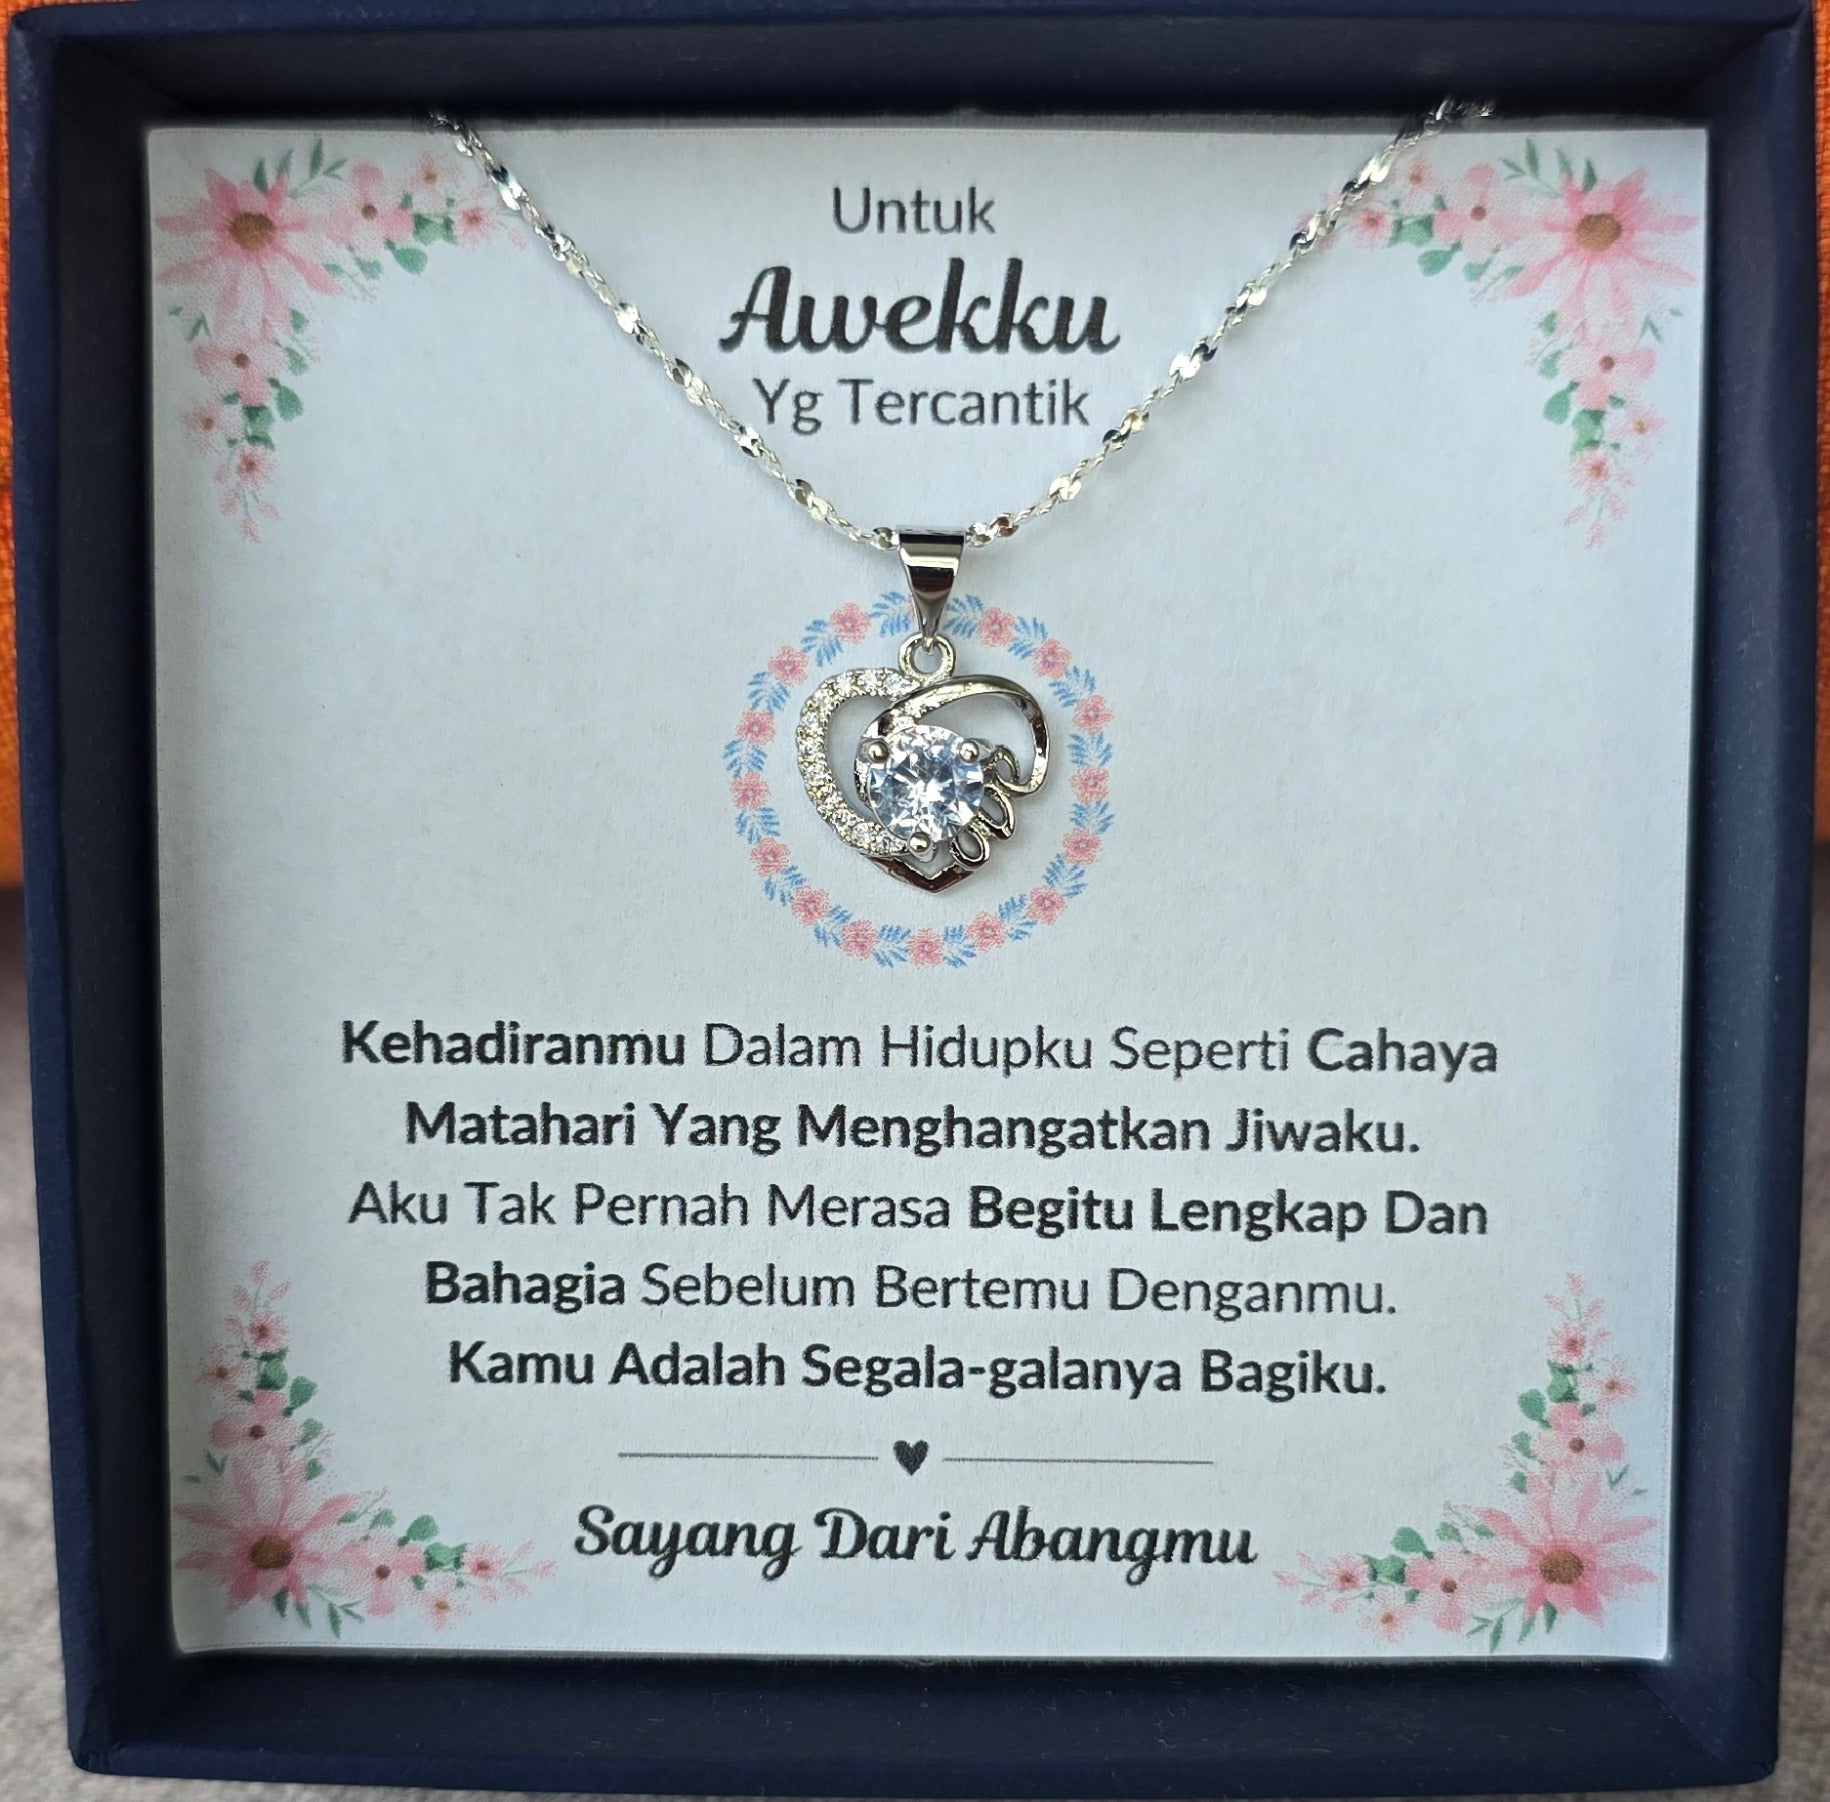 Untuk
Awekku
Yg Tercantik
Kehadiranmu Dalam Hidupku Seperti Cahaya
Matahari Yang Menghangatkan Jiwaku.
Aku Tak Pernah Merasa Begitu Lengkap Dan
Bahagia Sebelum Bertemu Denganmu.
Kamu Adalah Segala-galanya Bagiku.
Sayang Dari Abangmu